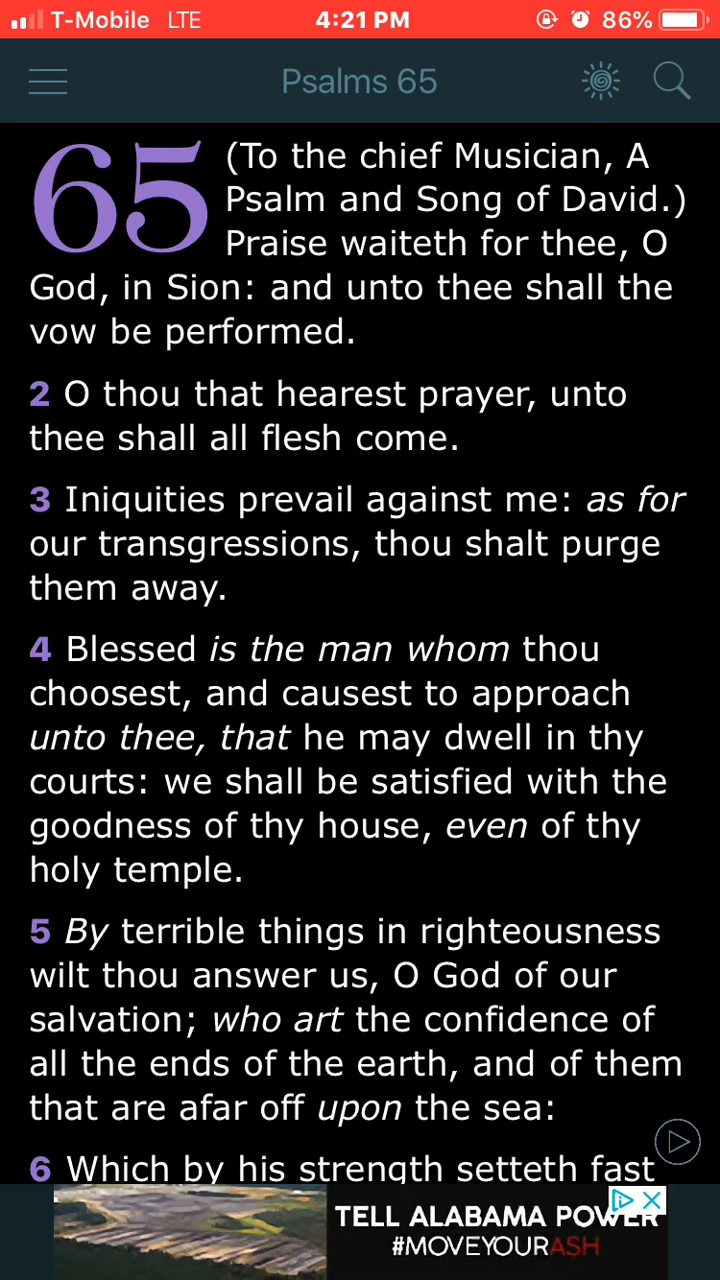 T-Mobile LTE 4:21 PM 86%
Psalms 65
65 (To the chief Musician, A
Psalm and Song of David.)
Praise waiteth for thee, O
God, in Sion: and unto thee shall the
vow be performed.
2 O thou that hearest prayer, unto
thee shall all flesh come.
3 Iniquities prevail against me: as for
our transgressions, thou shalt purge
them away.
4 Blessed is the man whom thou
choosest, and causest to approach
unto thee, that he may dwell in thy
courts: we shall be satisfied with the
goodness of thy house, even of thy
holy temple.
5 By terrible things in righteousness
wilt thou answer us, O God of our
salvation; who art the confidence of
all the ends of the earth, and of them
that are afar off upon the sea:
6 Which by his strength setteth fast
TELL ALABAMA POWER
#MOVEYOURASH